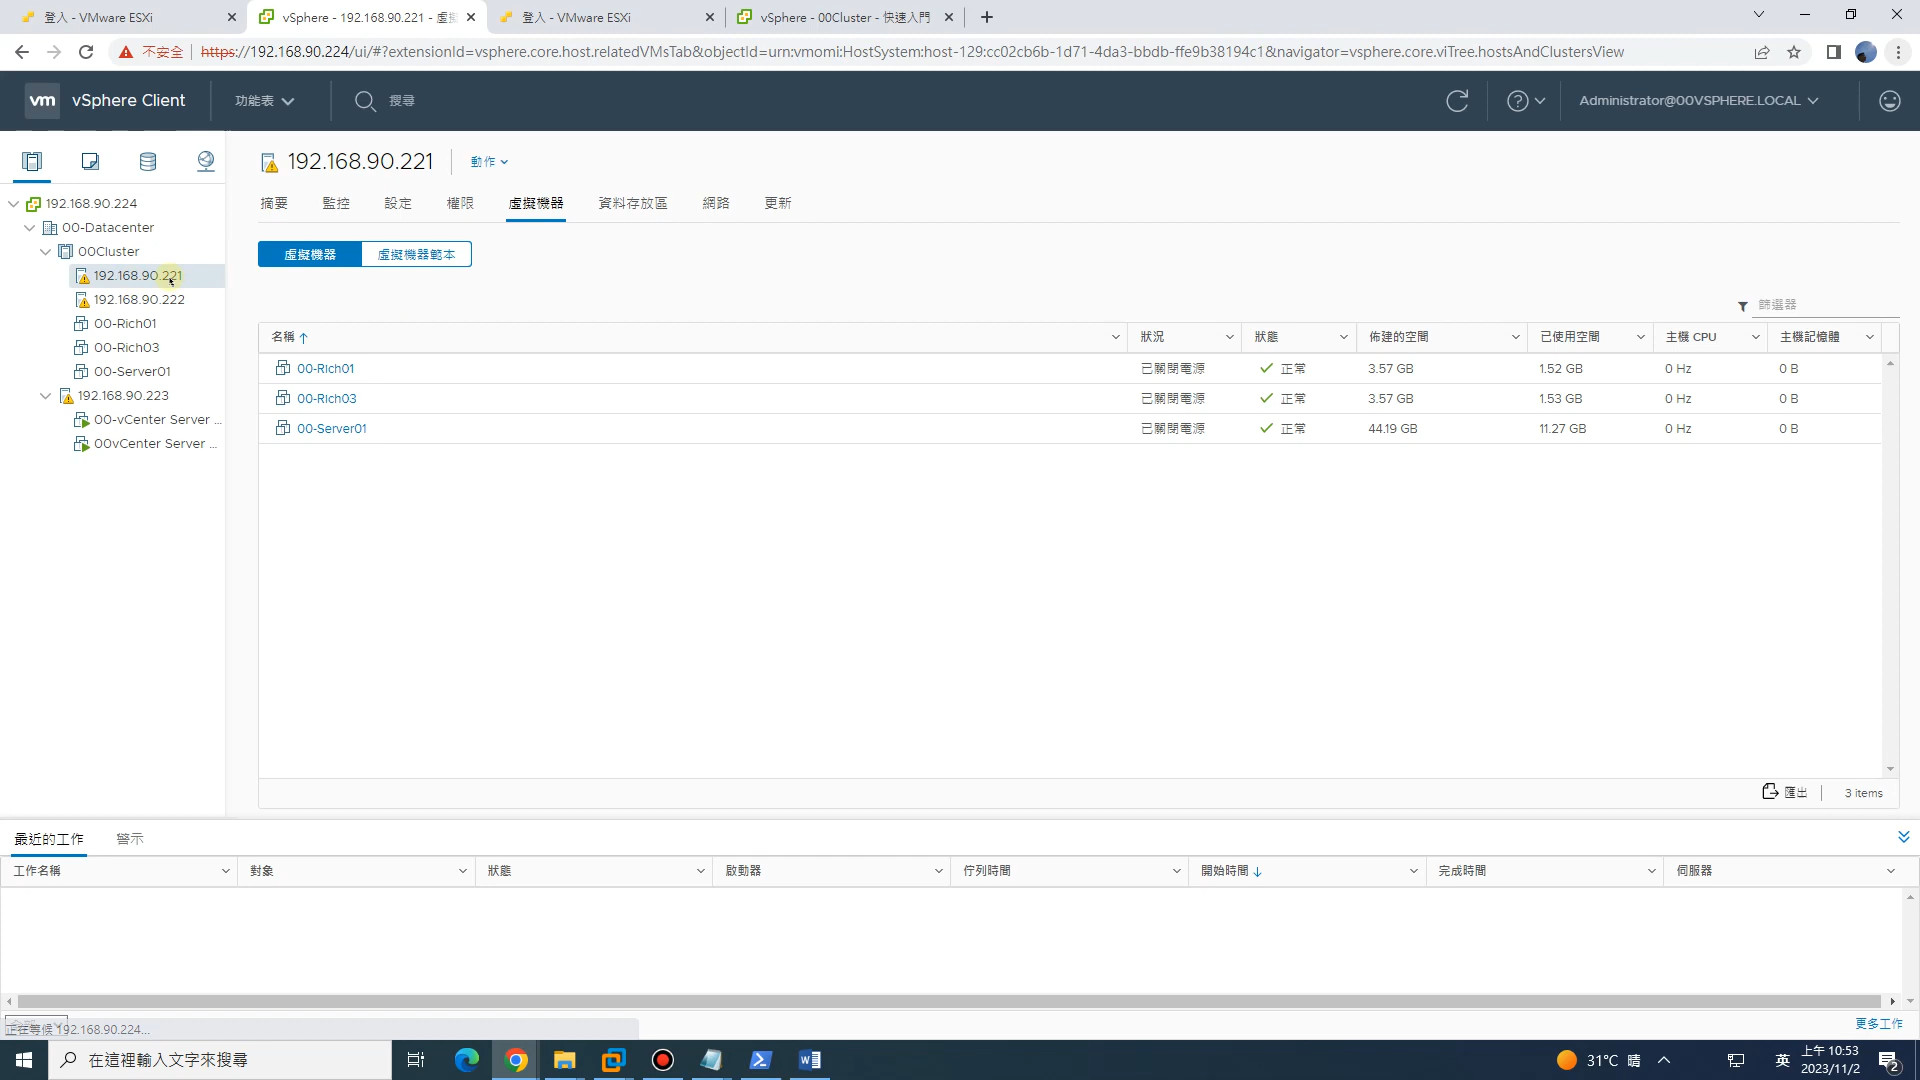 登入 - VMware ESXi
vSphere - 192.168.90.221 - 虛擬
登入 - VMware ESXi
vSphere - 00Cluster - 快速入門
不安全 https://192.168.90.224/ui/#?extensionId=vsphere.core.host.relatedVMsTab&objectId=urn:vmomi:HostSystem:host-129:cc02cb6b-1d71-4da3-bbdb-ffe9b38194c1&navigator=vsphere.core.viTree.hostsAndClustersView
vm vSphere Client 功能表 搜尋 Administrator@00VSPHERE.LOCAL
192.168.90.224
00-Datacenter
00Cluster
192.168.90.221
192.168.90.222
00-Rich01
00-Rich03
00-Server01
192.168.90.223
00-vCenter Server ...
00vCenter Server ...
192.168.90.221 動作
摘要 監控 設定 權限 虛擬機器 資料存放區 網路 更新
虛擬機器 虛擬機器範本
篩選器
名稱 狀況 狀態 佈建的空間 已使用空間 主機 CPU 主機記憶體
00-Rich01 已關閉電源 正常 3.57 GB 1.52 GB 0 Hz 0 B
00-Rich03 已關閉電源 正常 3.57 GB 1.53 GB 0 Hz 0 B
00-Server01 已關閉電源 正常 44.19 GB 11.27 GB 0 Hz 0 B
匯出 3 items
最近的工作 警示
工作名稱 對象 狀態 啟動器 佇列時間 開始時間 完成時間 伺服器
正在等候 192.168.90.224...
更多工作
在這裡輸入文字來搜尋
31°C 晴
英
上午 10:53
2023/11/2
2